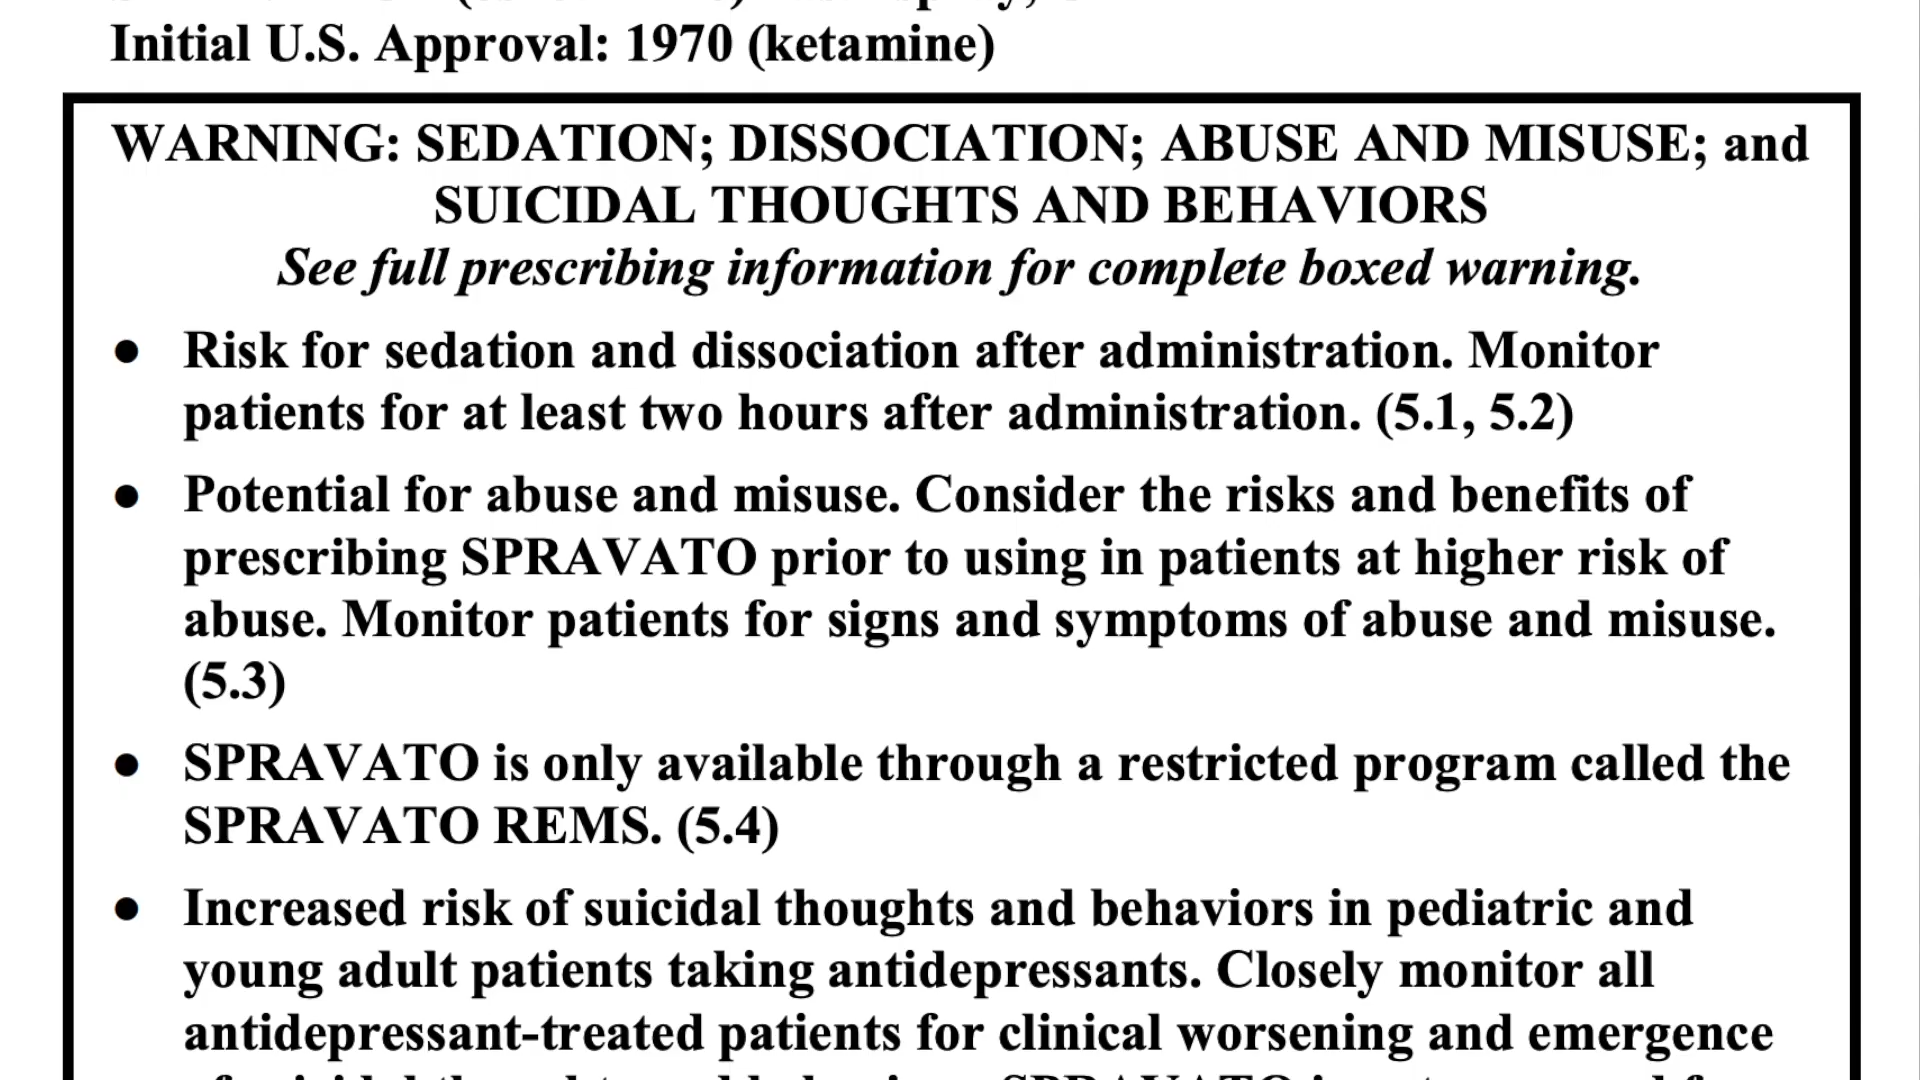 Initial U.S. Approval: 1970 (ketamine)
WARNING: SEDATION; DISSOCIATION; ABUSE AND MISUSE; and
SUICIDAL THOUGHTS AND BEHAVIORS
See full prescribing information for complete boxed warning.
● Risk for sedation and dissociation after administration. Monitor
patients for at least two hours after administration. (5.1, 5.2)
● Potential for abuse and misuse. Consider the risks and benefits of
prescribing SPRAVATO prior to using in patients at higher risk of
abuse. Monitor patients for signs and symptoms of abuse and misuse.
(5.3)
● SPRAVATO is only available through a restricted program called the
SPRAVATO REMS. (5.4)
● Increased risk of suicidal thoughts and behaviors in pediatric and
young adult patients taking antidepressants. Closely monitor all
antidepressant-treated patients for clinical worsening and emergence